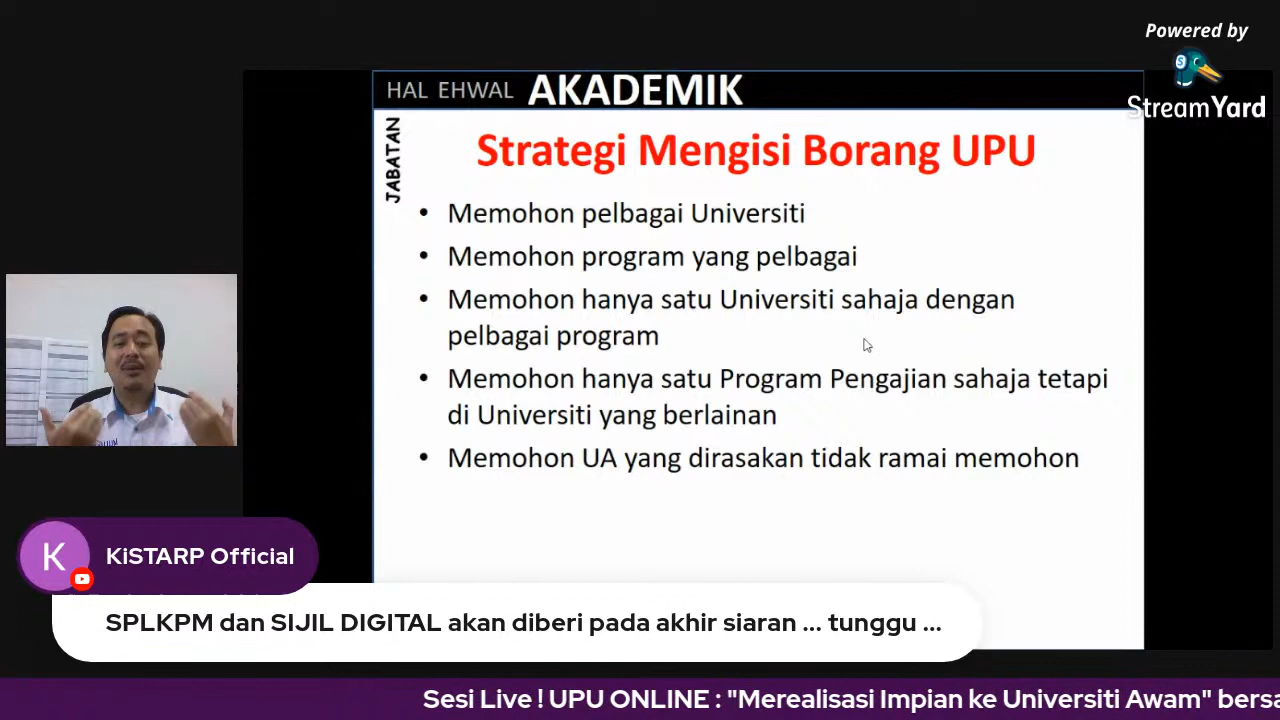 Powered by
StreamYard
HAL EHWAL AKADEMIK
JABATAN
Strategi Mengisi Borang UPU
• Memohon pelbagai Universiti
• Memohon program yang pelbagai
• Memohon hanya satu Universiti sahaja dengan
pelbagai program
• Memohon hanya satu Program Pengajian sahaja tetapi
di Universiti yang berlainan
• Memohon UA yang dirasakan tidak ramai memohon
K
KiSTARP Official
SPLKPM dan SIJIL DIGITAL akan diberi pada akhir siaran ... tunggu ...
Sesi Live ! UPU ONLINE : "Merealisasi Impian ke Universiti Awam" bersa